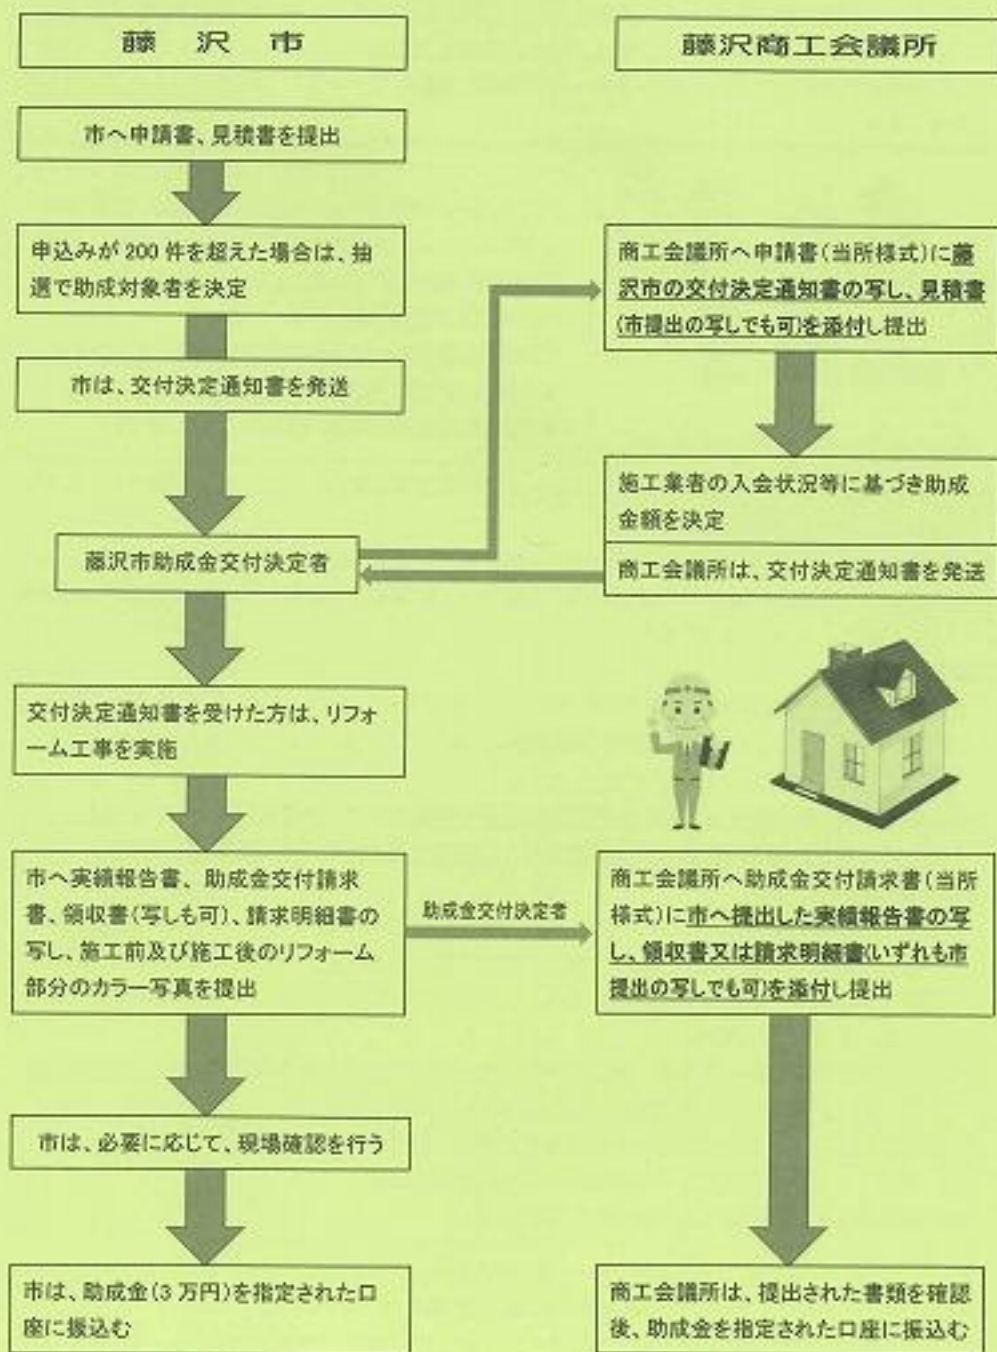 藤沢市
藤沢商工会議所
市へ申請書、見積書を提出
申込みが200件を超えた場合は、抽
選で助成対象者を決定
市は、交付決定通知書を発送
藤沢市助成金交付決定者
商工会議所へ申請書(当所様式)に藤
沢市の交付決定通知書の写し、見積書
(市提出の写しでも可)を添付し提出
施工業者の入会状況等に基づき助成
金額を決定
商工会議所は、交付決定通知書を発送
交付決定通知書を受けた方は、リフォ
ーム工事を実施
市へ実績報告書、助成金交付請求
書、領収書(写しも可)、請求明細書の
写し、施工前及び施工後のリフォーム
部分のカラー写真を提出
助成金交付決定者
商工会議所へ助成金交付請求書(当所
様式)に市へ提出した実績報告書の写
し、領収書又は請求明細書(いずれも市
提出の写しでも可)を添付し提出
市は、必要に応じて、現場確認を行う
市は、助成金(3万円)を指定された口
座に振込む
商工会議所は、提出された書類を確認
後、助成金を指定された口座に振込む